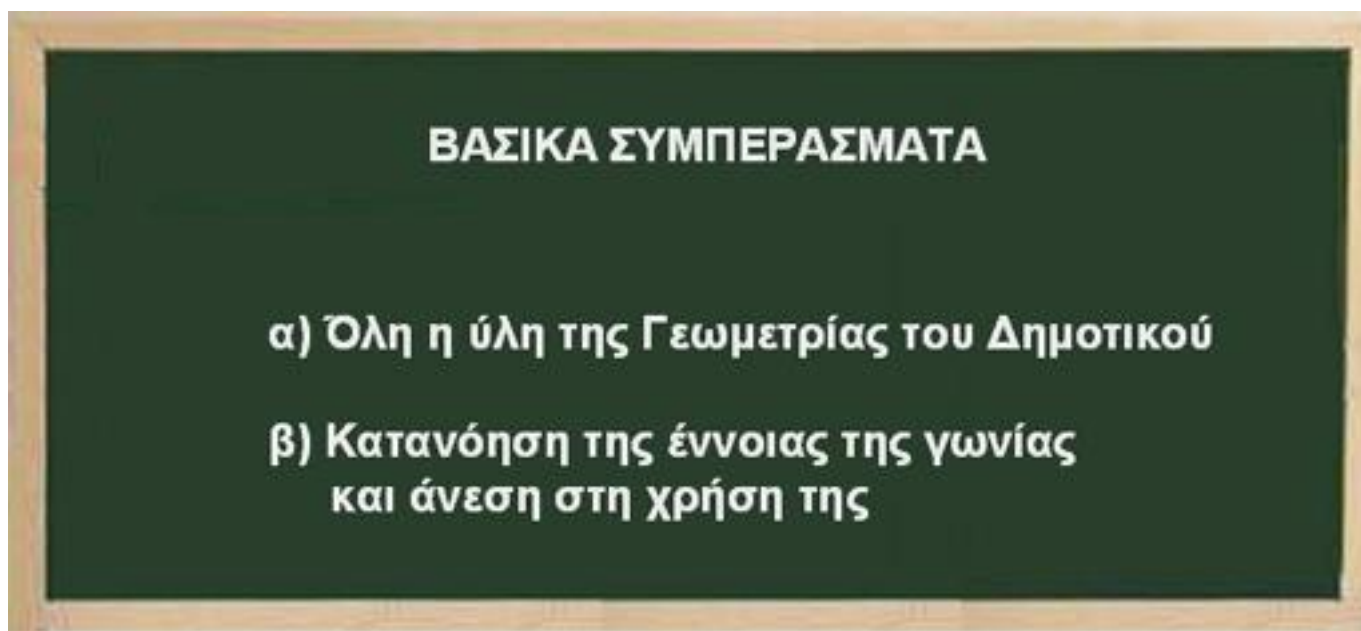 ΒΑΣΙΚΑ ΣΥΜΠΕΡΑΣΜΑΤΑ
α) Όλη η ύλη της Γεωμετρίας του Δημοτικού
β) Κατανόηση της έννοιας της γωνίας
και άνεση στη χρήση της